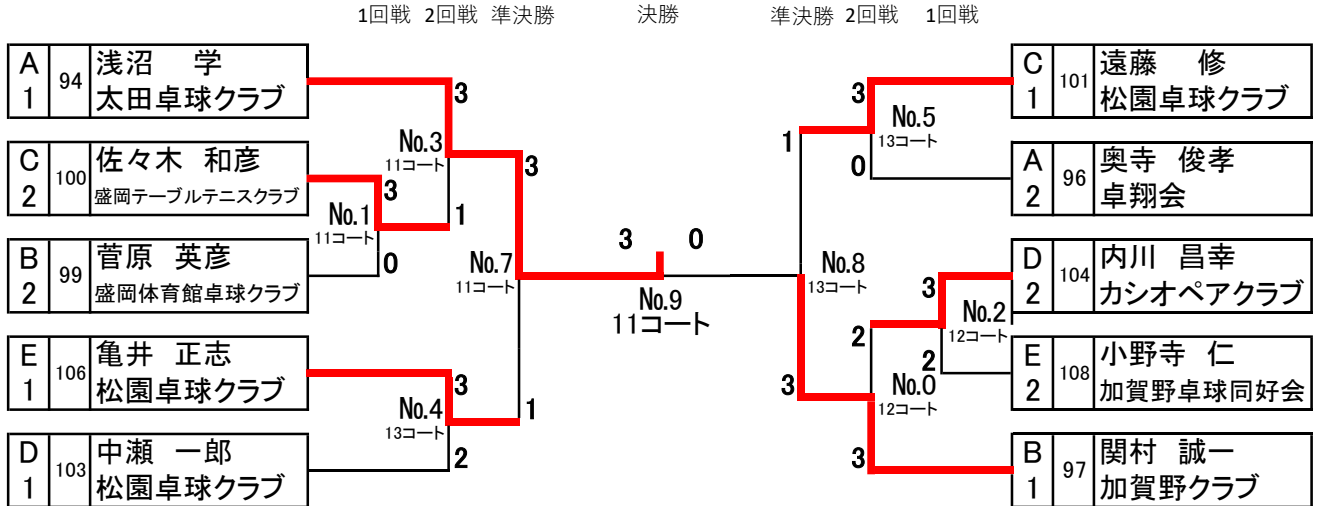 1回戦 2回戦 準決勝 決勝 準決勝 2回戦 1回戦
A 1 94 浅沼 学
太田卓球クラブ
C 2 100 佐々木 和彦
盛岡テーブルテニスクラブ
B 2 99 菅原 英彦
盛岡体育館卓球クラブ
E 1 106 亀井 正志
松園卓球クラブ
D 1 103 中瀬 一郎
松園卓球クラブ
3
No.3
11コート
1
3
No.1
11コート
0
3
No.7
11コート
1
3
No.4
13コート
2
3 0
No.9
11コート
1
No.8
13コート
3
3
No.5
13コート
0
3
No.2
12コート
2
2
No.0
12コート
3
C 1 101 遠藤 修
松園卓球クラブ
A 2 96 奥寺 俊孝
卓翔会
D 2 104 内川 昌幸
カシオペアクラブ
E 2 108 小野寺 仁
加賀野卓球同好会
B 1 97 関村 誠一
加賀野クラブ